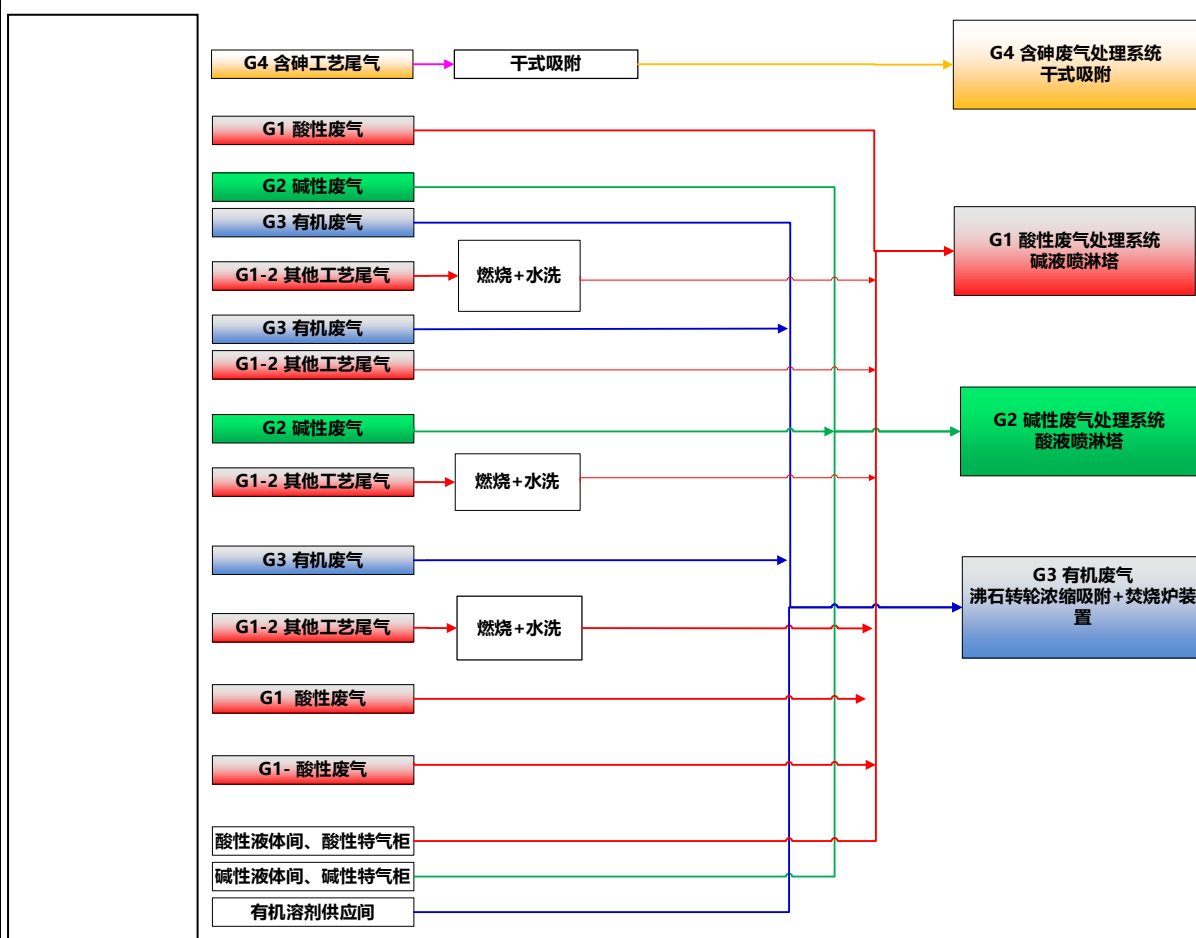 G4 含砷工艺尾气
干式吸附
G4 含砷废气处理系统
干式吸附
G1 酸性废气
G2 碱性废气
G3 有机废气
G1 酸性废气处理系统
碱液喷淋塔
G1-2 其他工艺尾气
燃烧+水洗
G3 有机废气
G1-2 其他工艺尾气
G2 碱性废气
G2 碱性废气处理系统
酸液喷淋塔
G1-2 其他工艺尾气
燃烧+水洗
G3 有机废气
G3 有机废气
沸石转轮浓缩吸附+焚烧炉装
置
G1-2 其他工艺尾气
燃烧+水洗
G1 酸性废气
G1- 酸性废气
酸性液体间、酸性特气柜
碱性液体间、碱性特气柜
有机溶剂供应间